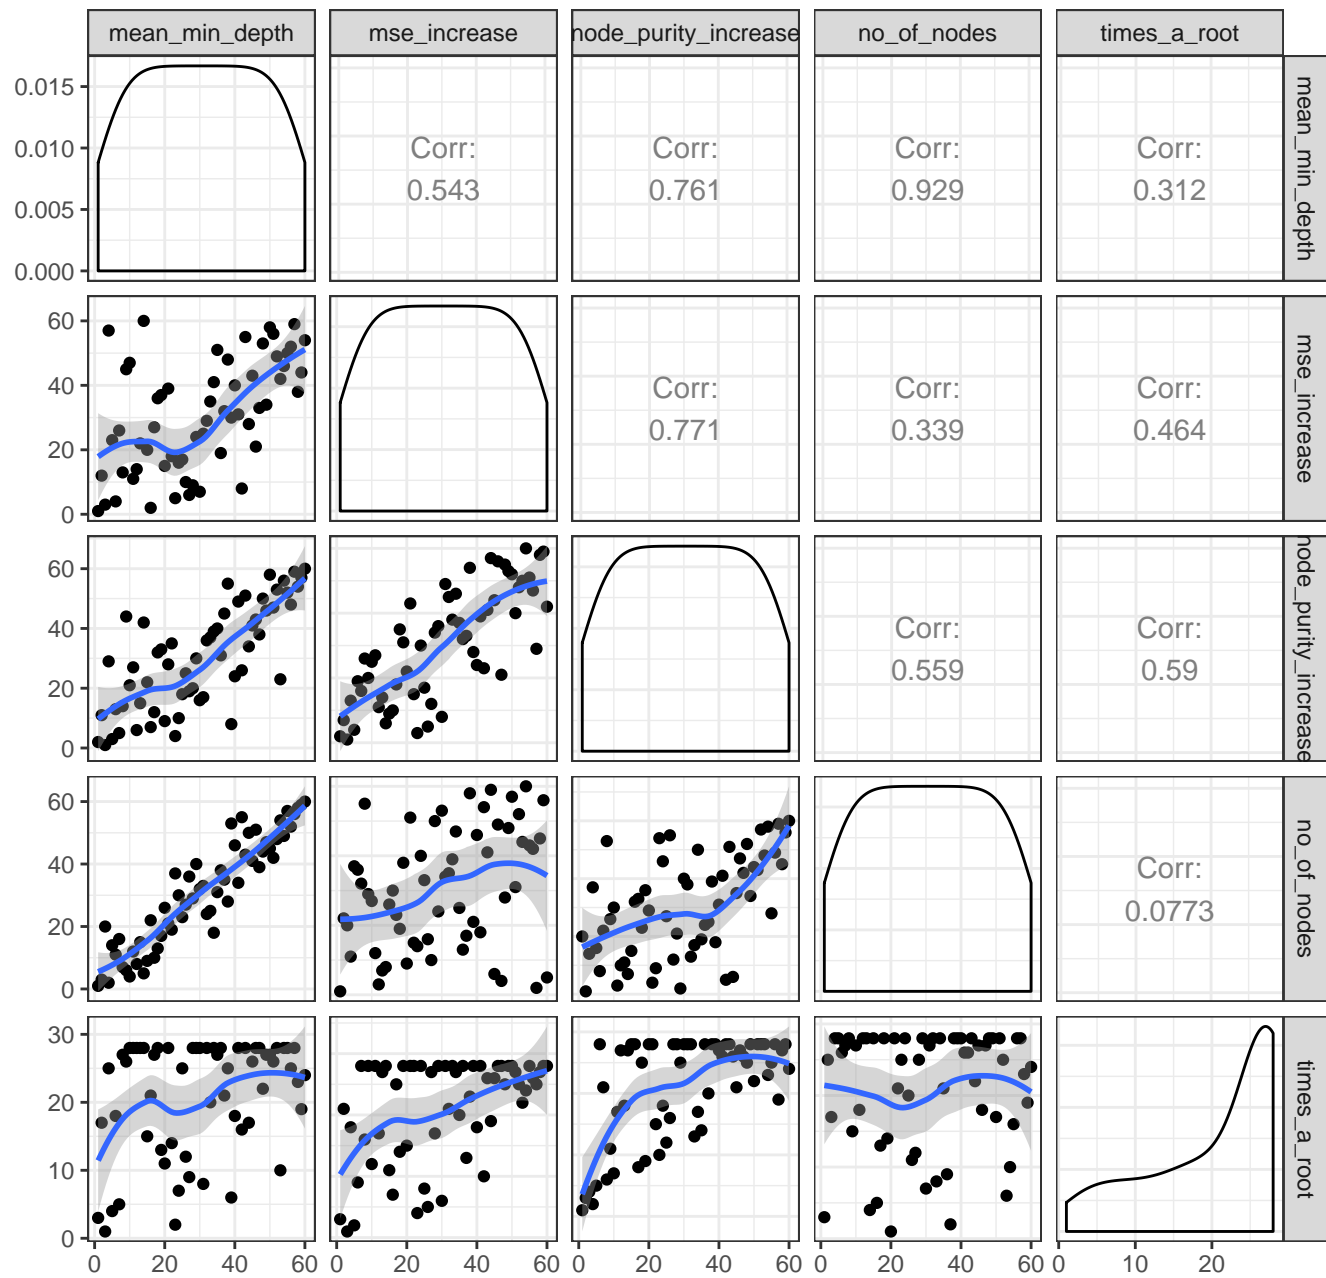 mean_min_depth mse_increase node_purity_increase no_of_nodes times_a_root
0.015
0.010
0.005
0.000
Corr:
0.543
Corr:
0.761
Corr:
0.929
Corr:
0.312
mean_min_depth
60
40
20
0
Corr:
0.771
Corr:
0.339
Corr:
0.464
mse_increase
60
40
20
0
Corr:
0.559
Corr:
0.59
node_purity_increase
60
40
20
0
Corr:
0.0773
no_of_nodes
30
20
10
0
times_a_root
0 20 40 60 0 20 40 60 0 20 40 60 0 20 40 60 10 20